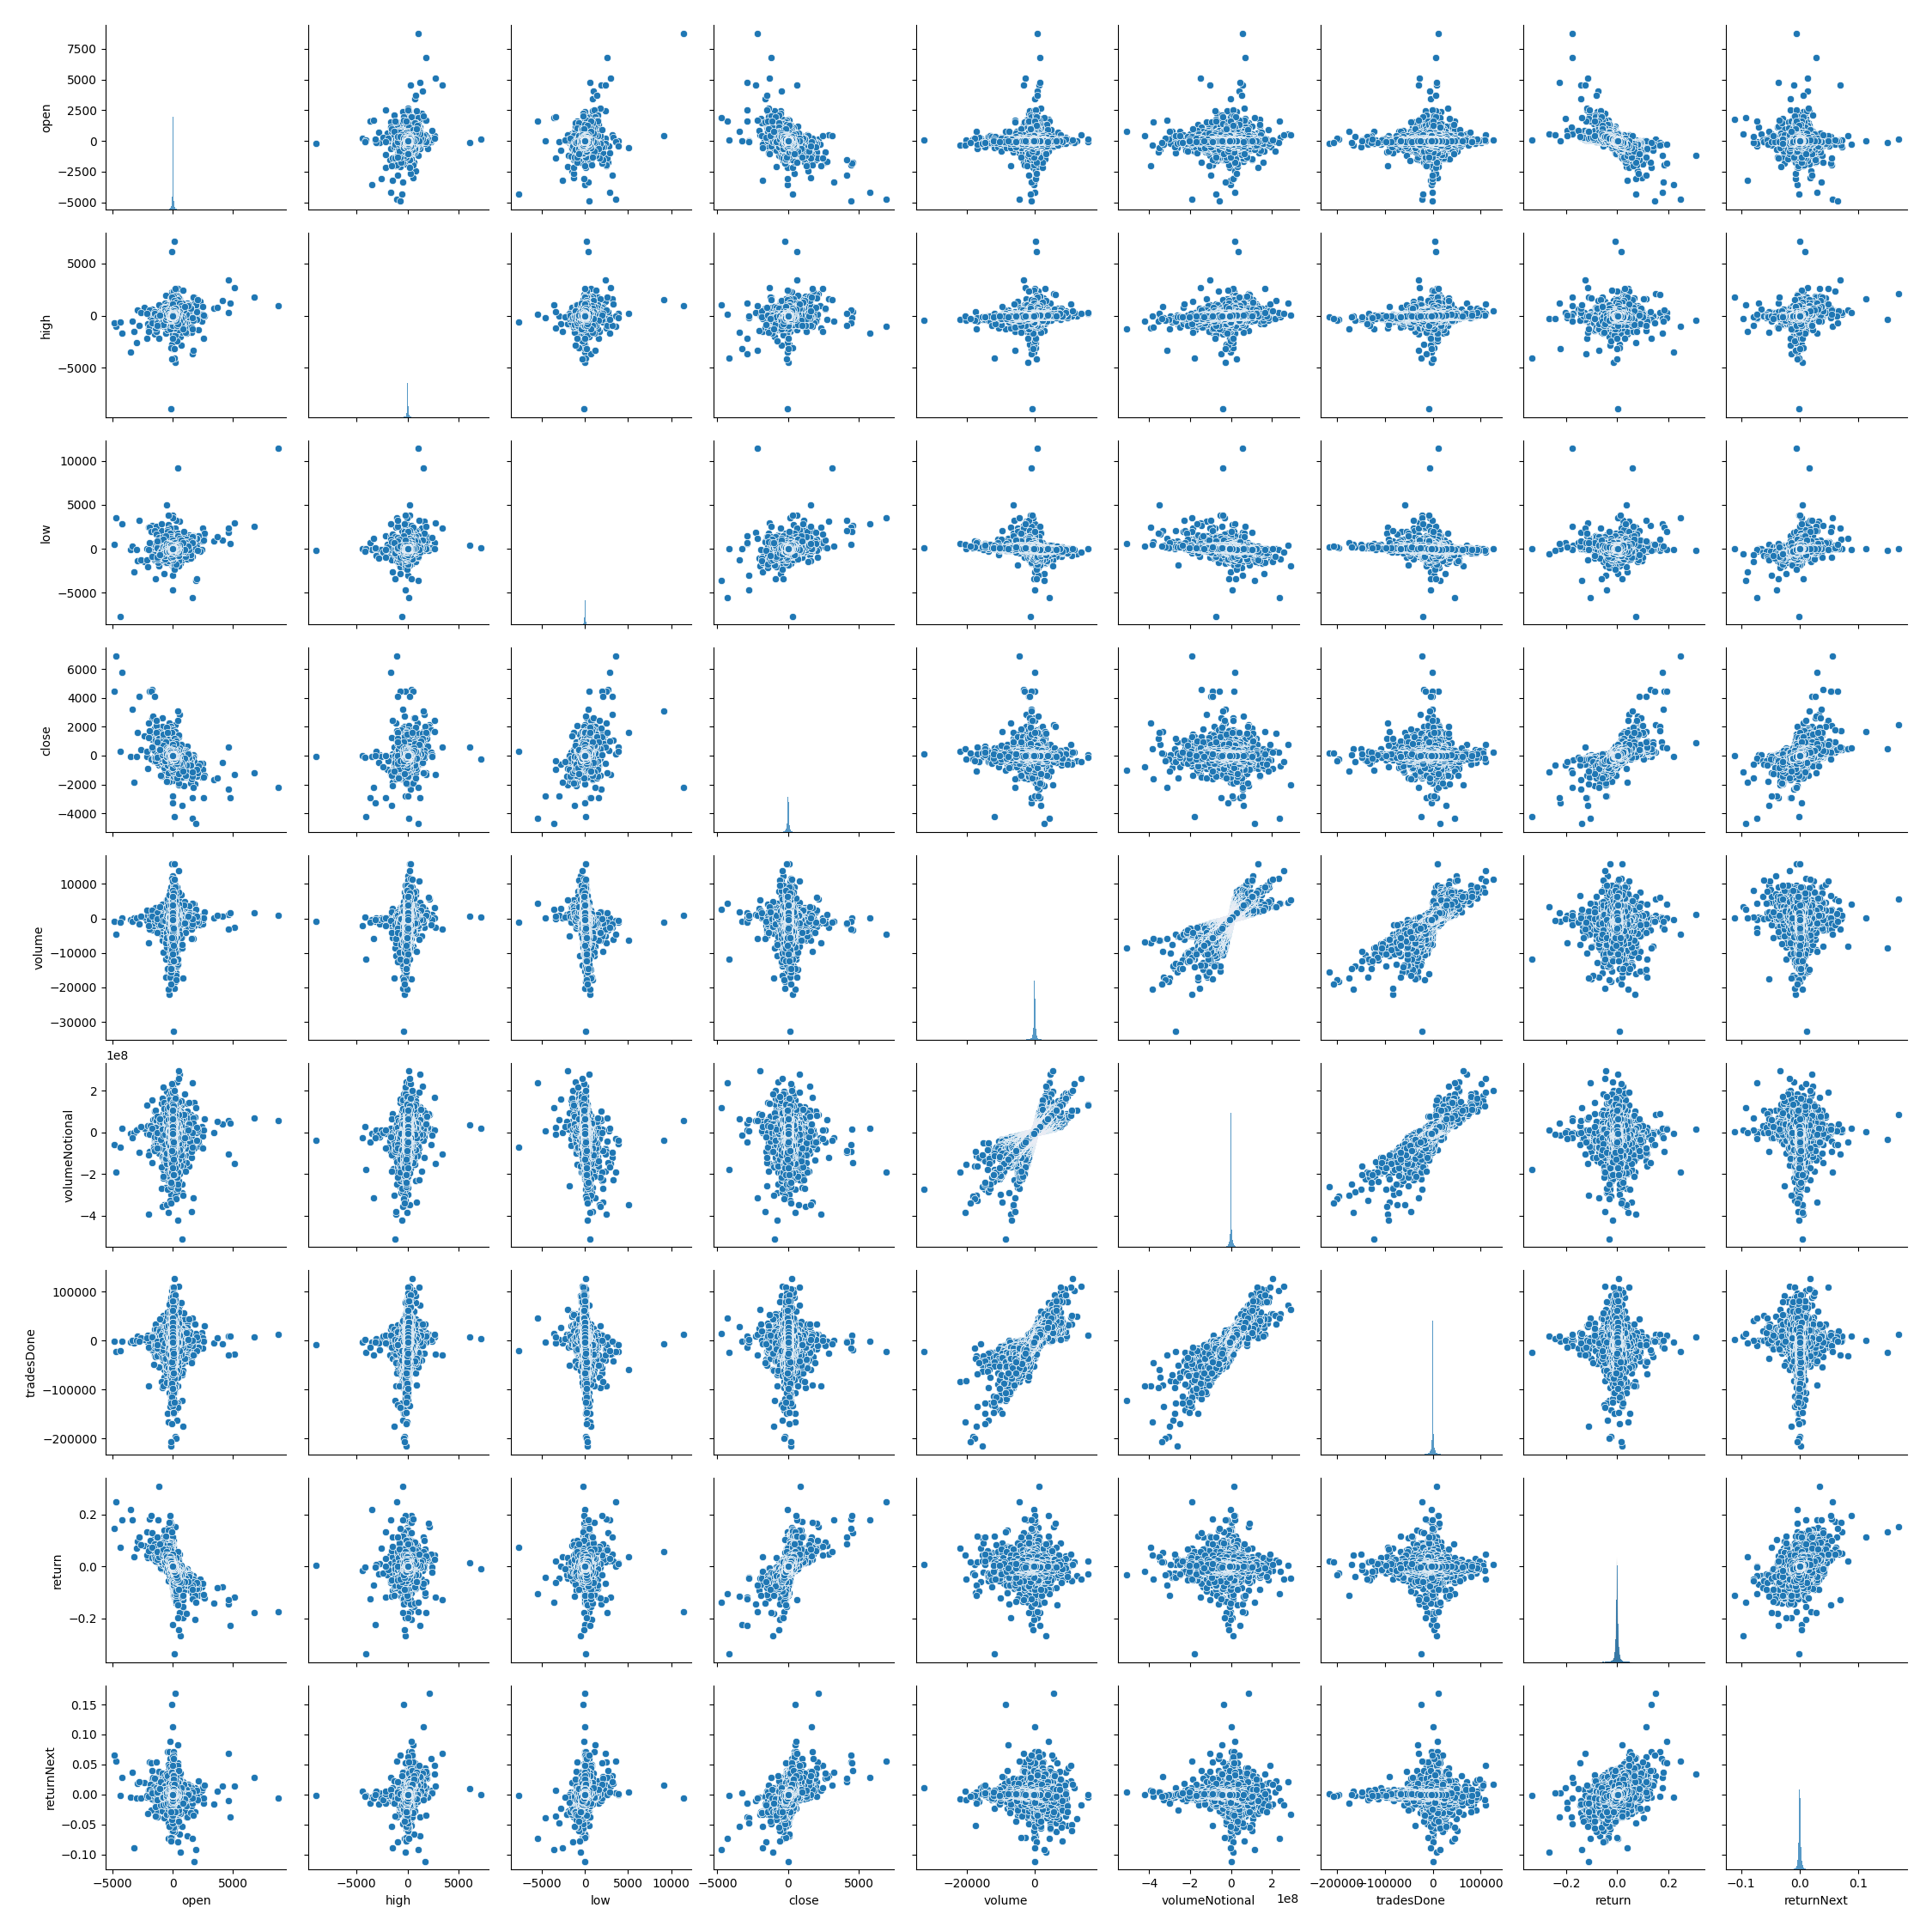 7500
5000
2500
0
−2500
−5000
open
5000
0
−5000
high
10000
5000
0
−5000
low
6000
4000
2000
0
−2000
−4000
close
10000
0
−10000
−20000
−30000
volume
1e8
2
0
−2
−4
volumeNotional
100000
0
−100000
−200000
tradesDone
0.2
0.0
−0.2
return
0.15
0.10
0.05
0.00
−0.05
−0.10
returnNext
−5000 0 5000
open
−5000 0 5000
high
−5000 0 5000 10000
low
−5000 0 5000
close
−20000 0
volume
−4 −2 0 2
1e8
volumeNotional
−200000 −100000 0 100000
tradesDone
−0.2 0.0 0.2
return
−0.1 0.0 0.1
returnNext